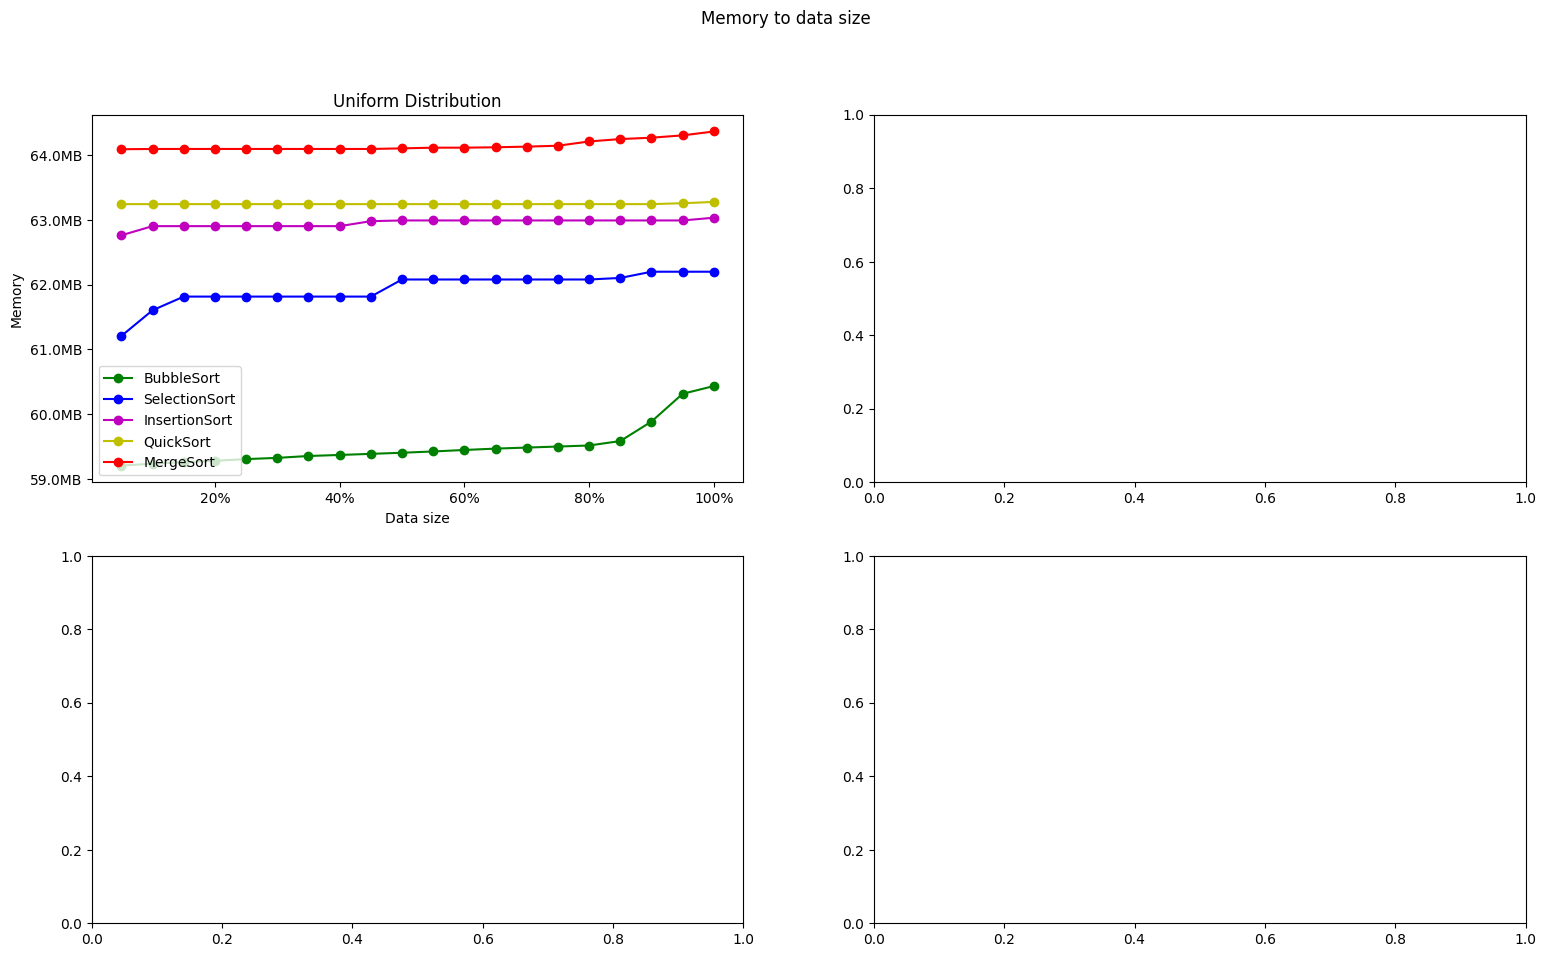 Memory to data size
Uniform Distribution
64.0MB
63.0MB
62.0MB
61.0MB
60.0MB
59.0MB
Memory
BubbleSort
SelectionSort
InsertionSort
QuickSort
MergeSort
20% 40% 60% 80% 100%
Data size
1.0
0.8
0.6
0.4
0.2
0.0
0.0 0.2 0.4 0.6 0.8 1.0
1.0
0.8
0.6
0.4
0.2
0.0
0.0 0.2 0.4 0.6 0.8 1.0
1.0
0.8
0.6
0.4
0.2
0.0
0.0 0.2 0.4 0.6 0.8 1.0